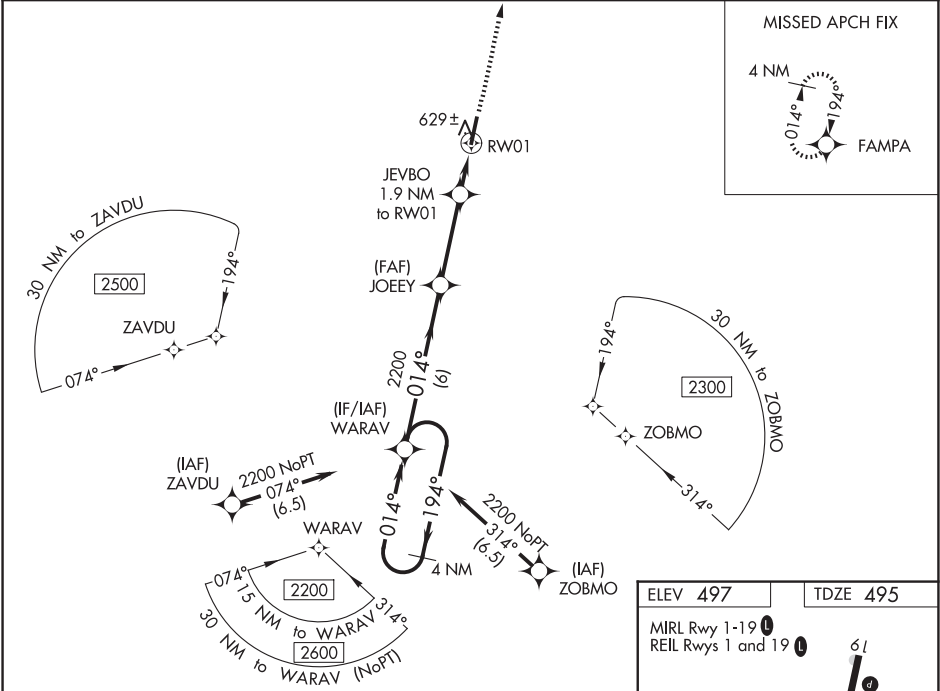 MISSED APCH FIX
4 NM
014°
194°
FAMPA
629±
RW01
JEVBO
1.9 NM
to RW01
(FAF)
JOEEY
30 NM to ZAVDU
2500
194°
ZAVDU
074°
2200
014°
(6)
30 NM to ZOBMO
194°
2300
ZOBMO
314°
(IF/IAF)
WARAV
(IAF)
ZAVDU
2200 NoPT
074°
(6.5)
014°
194°
4 NM
2200 NoPT
314°
(6.5)
(IAF)
ZOBMO
WARAV
074°
314°
2200
15 NM to WARAV
2600
30 NM to WARAV (NoPT)
ELEV 497
TDZE 495
MIRL Rwy 1-19 L
REIL Rwys 1 and 19 L
19
P